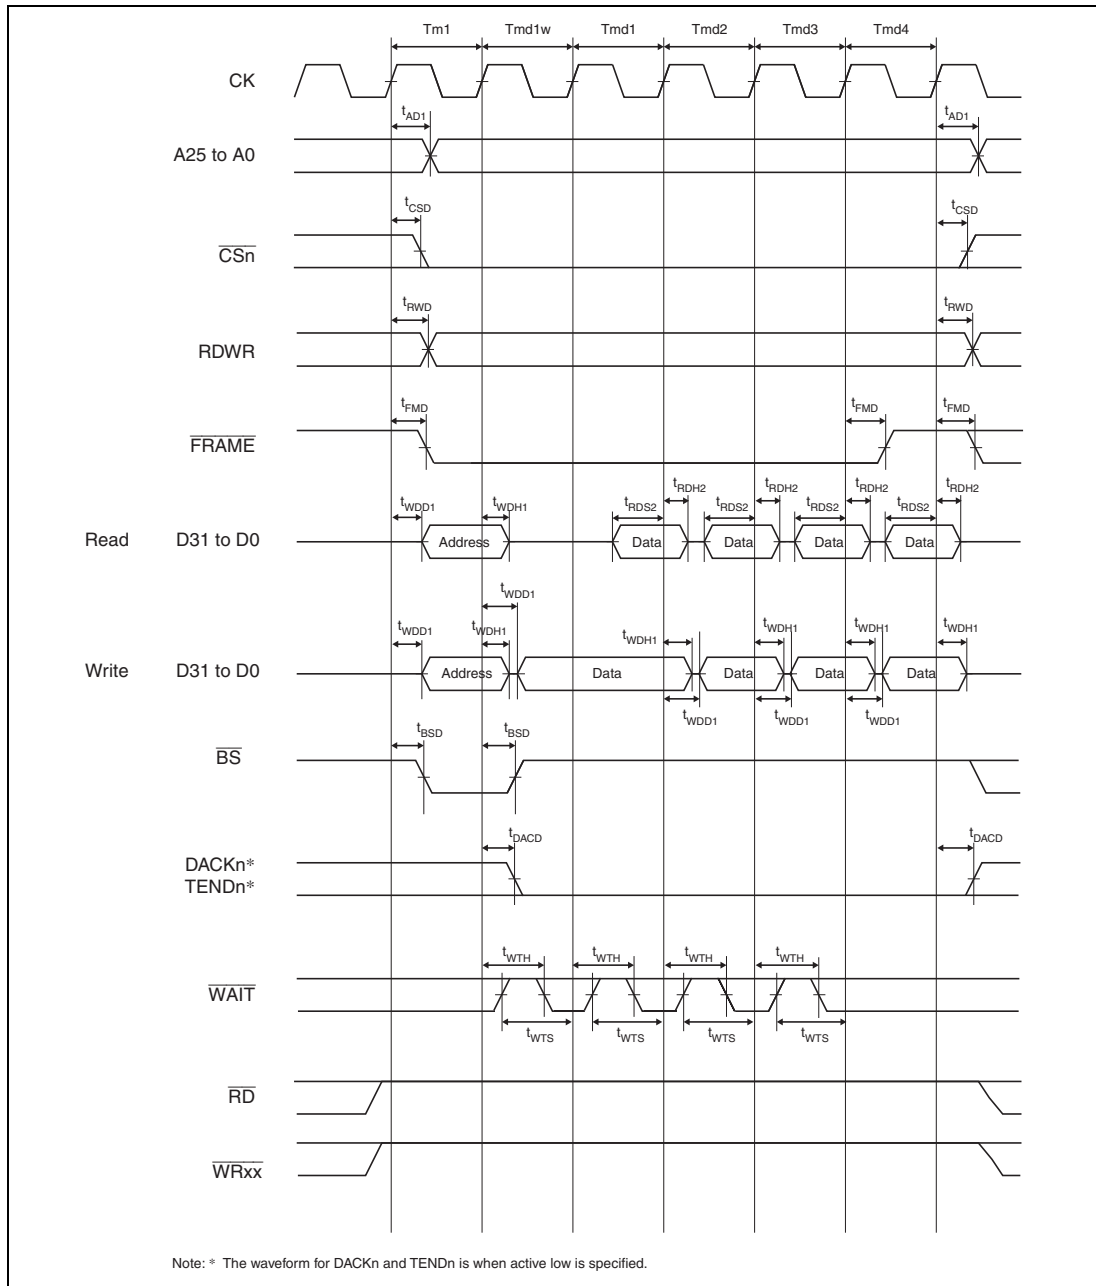 Tm1 Tmd1w Tmd1 Tmd2 Tmd3 Tmd4
CK
tAD1 tAD1
A25 to A0
tCSD tCSD
CSn
tRWD tRWD
RDWR
tFMD tFMD tFMD
FRAME
tRDH2 tRDH2 tRDH2 tRDH2
tWDD1 tWDH1 tRDS2 tRDS2 tRDS2 tRDS2
Read D31 to D0 Address Data Data Data Data
tWDD1
tWDD1 tWDH1 tWDH1 tWDH1 tWDH1 tWDH1
Write D31 to D0 Address Data Data Data Data
tWDD1 tWDD1 tWDD1
tBSD tBSD
BS
tDACD tDACD
DACKn*
TENDn*
tWTH tWTH tWTH tWTH
WAIT
tWTS tWTS tWTS tWTS
RD
WRxx
Note: * The waveform for DACKn and TENDn is when active low is specified.